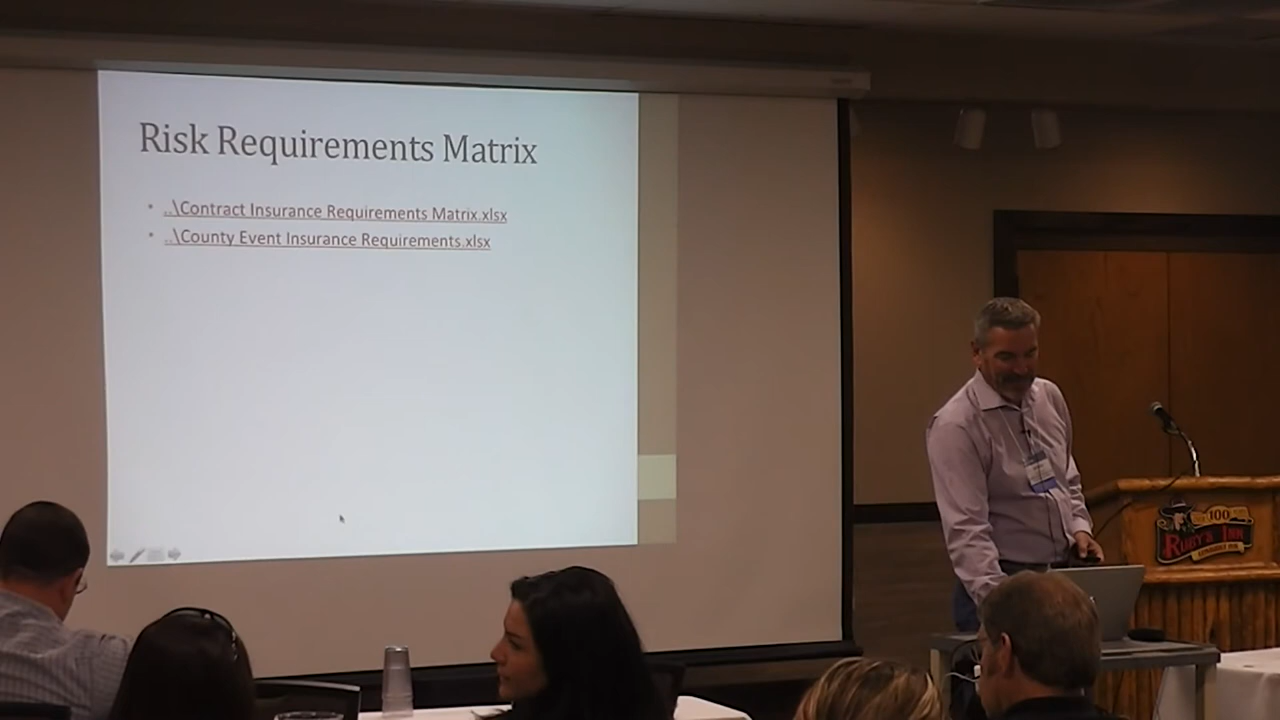 Risk Requirements Matrix
..\Contract Insurance Requirements Matrix.xlsx
..\County Event Insurance Requirements.xlsx
100
RUBY'S INN